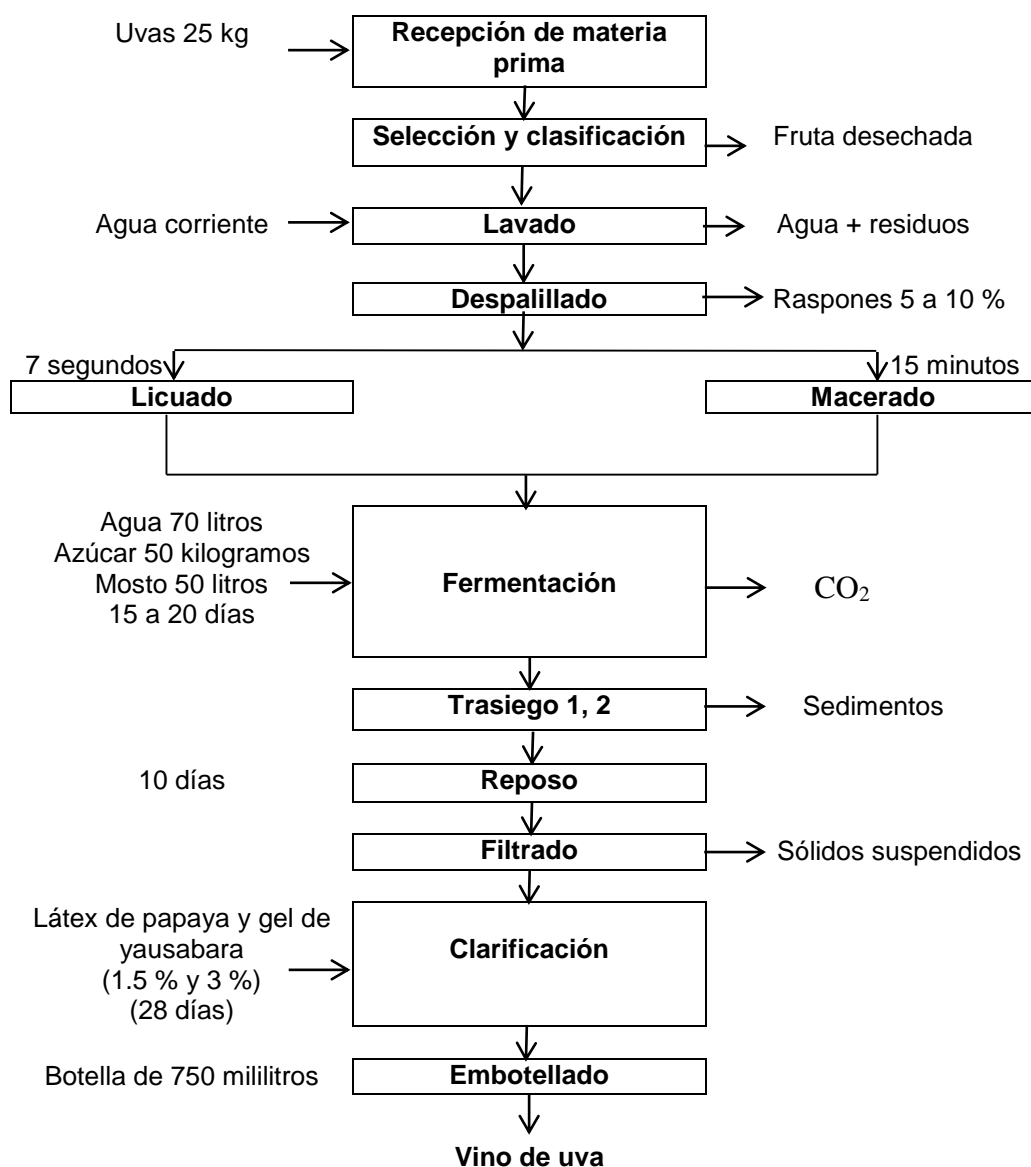 Uvas 25 kg
Recepción de materia
prima
Selección y clasificación
Fruta desechada
Agua corriente
Lavado
Agua + residuos
Despalillado
Raspones 5 a 10 %
7 segundos
15 minutos
Licuado
Macerado
Agua 70 litros
Azúcar 50 kilogramos
Mosto 50 litros
15 a 20 días
Fermentación
CO₂
Trasiego 1, 2
Sedimentos
10 días
Reposo
Filtrado
Sólidos suspendidos
Látex de papaya y gel de
yausabara
(1.5 % y 3 %)
(28 días)
Clarificación
Botella de 750 mililitros
Embotellado
Vino de uva